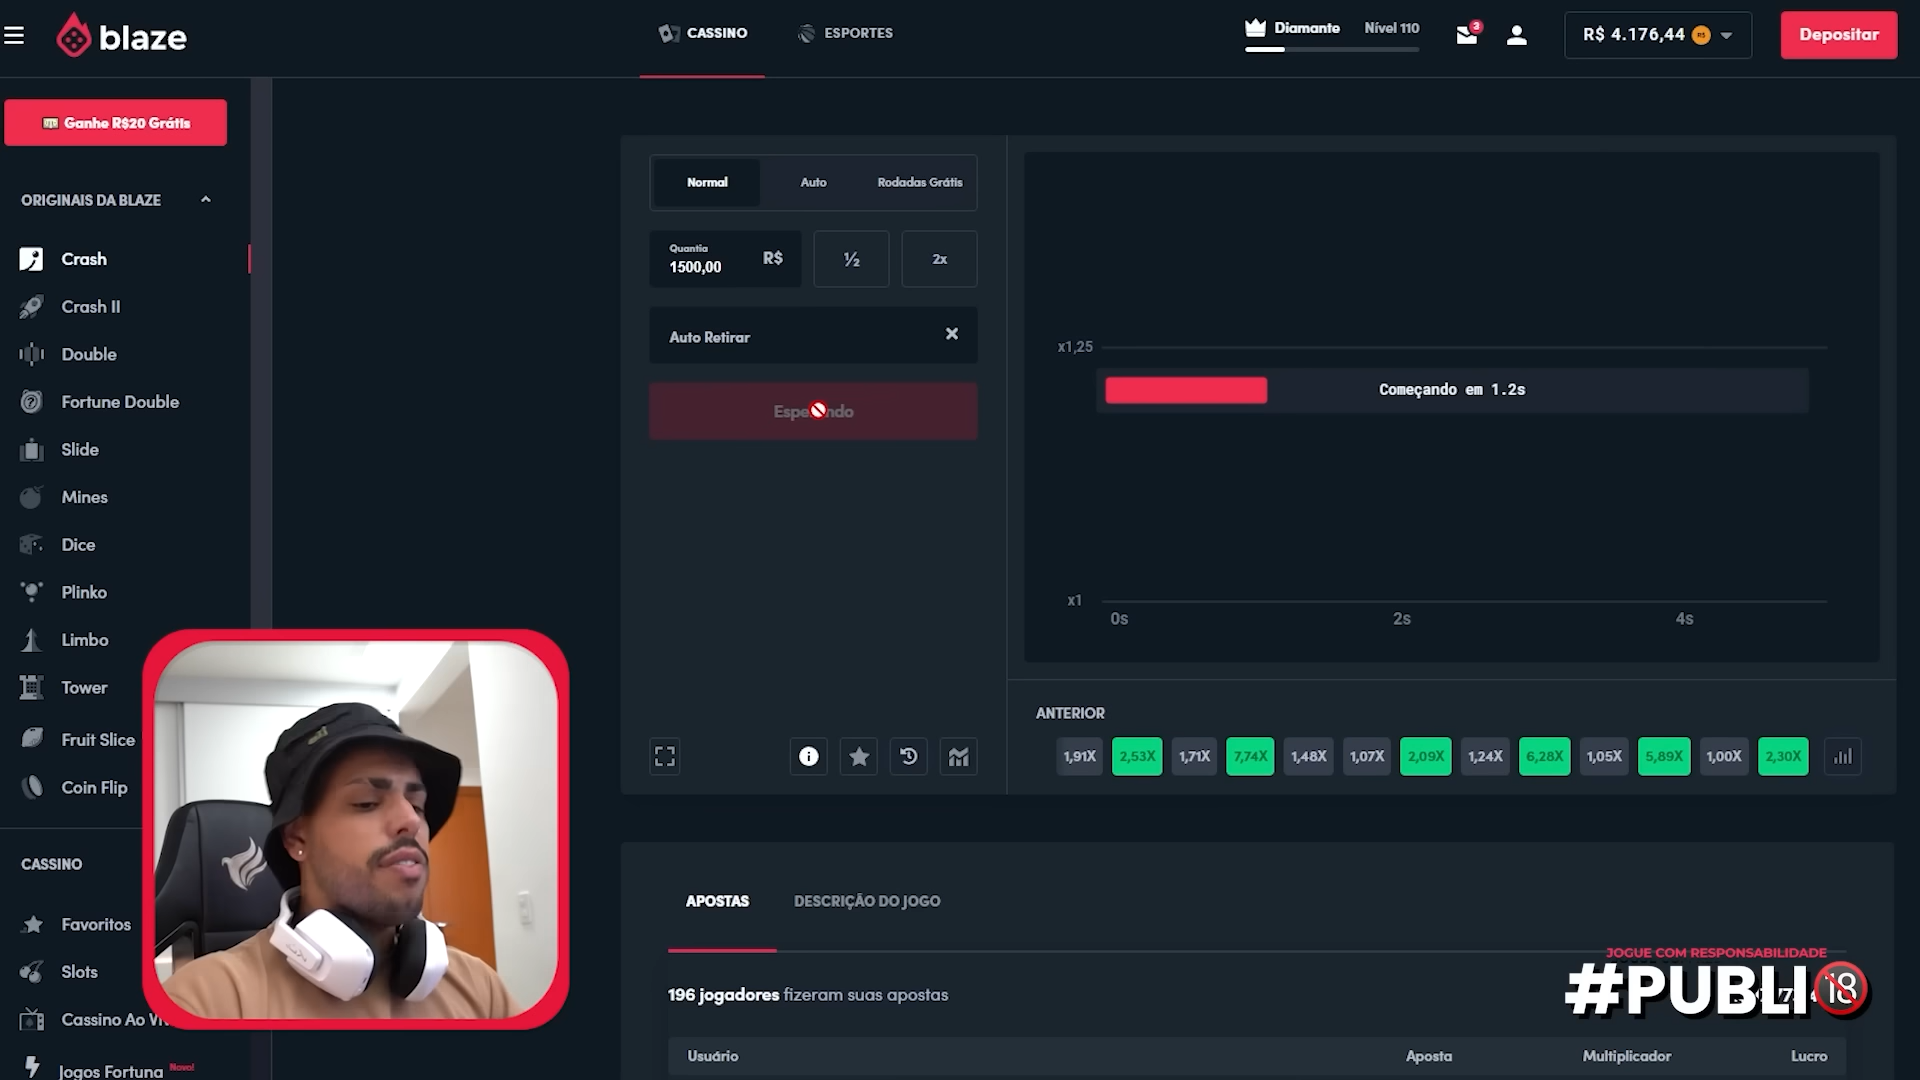 blaze
CASSINO
ESPORTES
Diamante
Nível 110
3
R$ 4.176,44
R$
Depositar
Ganhe R$20 Grátis
ORIGINAIS DA BLAZE
Crash
Crash II
Double
Fortune Double
Slide
Mines
Dice
Plinko
Limbo
Tower
Fruit Slice
Coin Flip
CASSINO
Favoritos
Slots
Cassino Ao
Jogos Fortuna Novo!
Normal
Auto
Rodadas Grátis
Quantia
1500,00
R$
½
2x
Auto Retirar
x1,25
Começando em 1.2s
x1
0s
2s
4s
ANTERIOR
1,91X
2,53X
1,71X
7,74X
1,48X
1,07X
2,09X
1,24X
6,28X
1,05X
5,89X
1,00X
2,30X
APOSTAS
DESCRIÇÃO DO JOGO
196 jogadores fizeram suas apostas
JOGUE COM RESPONSABILIDADE
#PUBLI
18
Usuário
Aposta
Multiplicador
Lucro